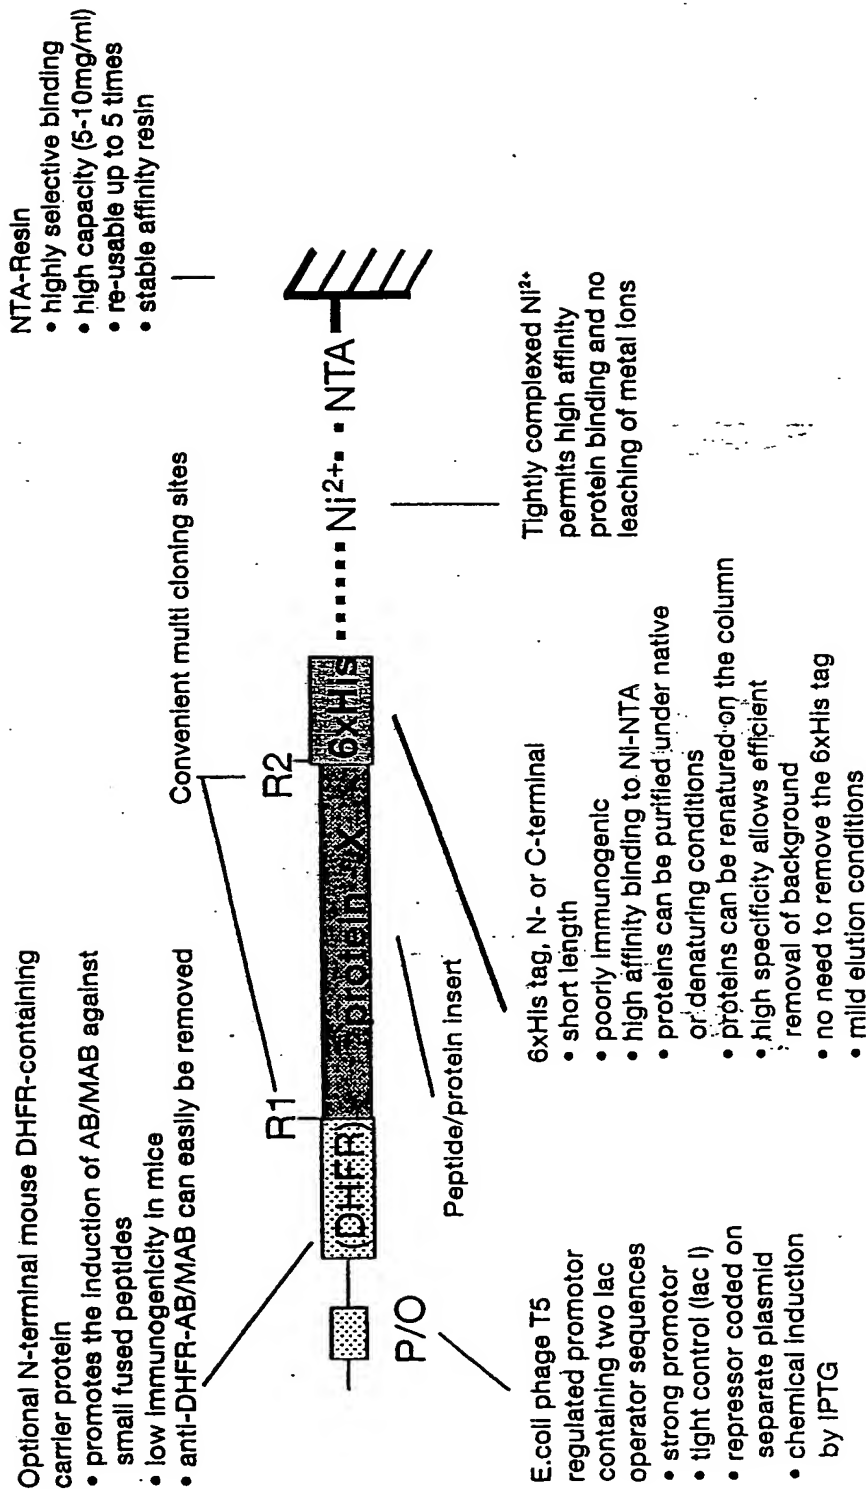 Optional N-terminal mouse DHFR-containing
carrier protein
• promotes the induction of AB/MAB against
small fused peptides
• low immunogenicity in mice
• anti-DHFR-AB/MAB can easily be removed
Convenient multi cloning sites
NTA-Resin
• highly selective binding
• high capacity (5-10mg/ml)
• re-usable up to 5 times
• stable affinity resin
R1
R2
P/O
(DHFR)
protein X
6xHis
Ni2+
NTA
Peptide/protein insert
E.coli phage T5
regulated promotor
containing two lac
operator sequences
• strong promotor
• tight control (lac I)
• repressor coded on
separate plasmid
• chemical induction
by IPTG
6xHis tag, N- or C-terminal
• short length
• poorly immunogenic
• high affinity binding to Ni-NTA
• proteins can be purified under native
or denaturing conditions
• proteins can be renatured on the column
• high specificity allows efficient
removal of background
• no need to remove the 6xHis tag
• mild elution conditions
Tightly complexed Ni2+
permits high affinity
protein binding and no
leaching of metal ions